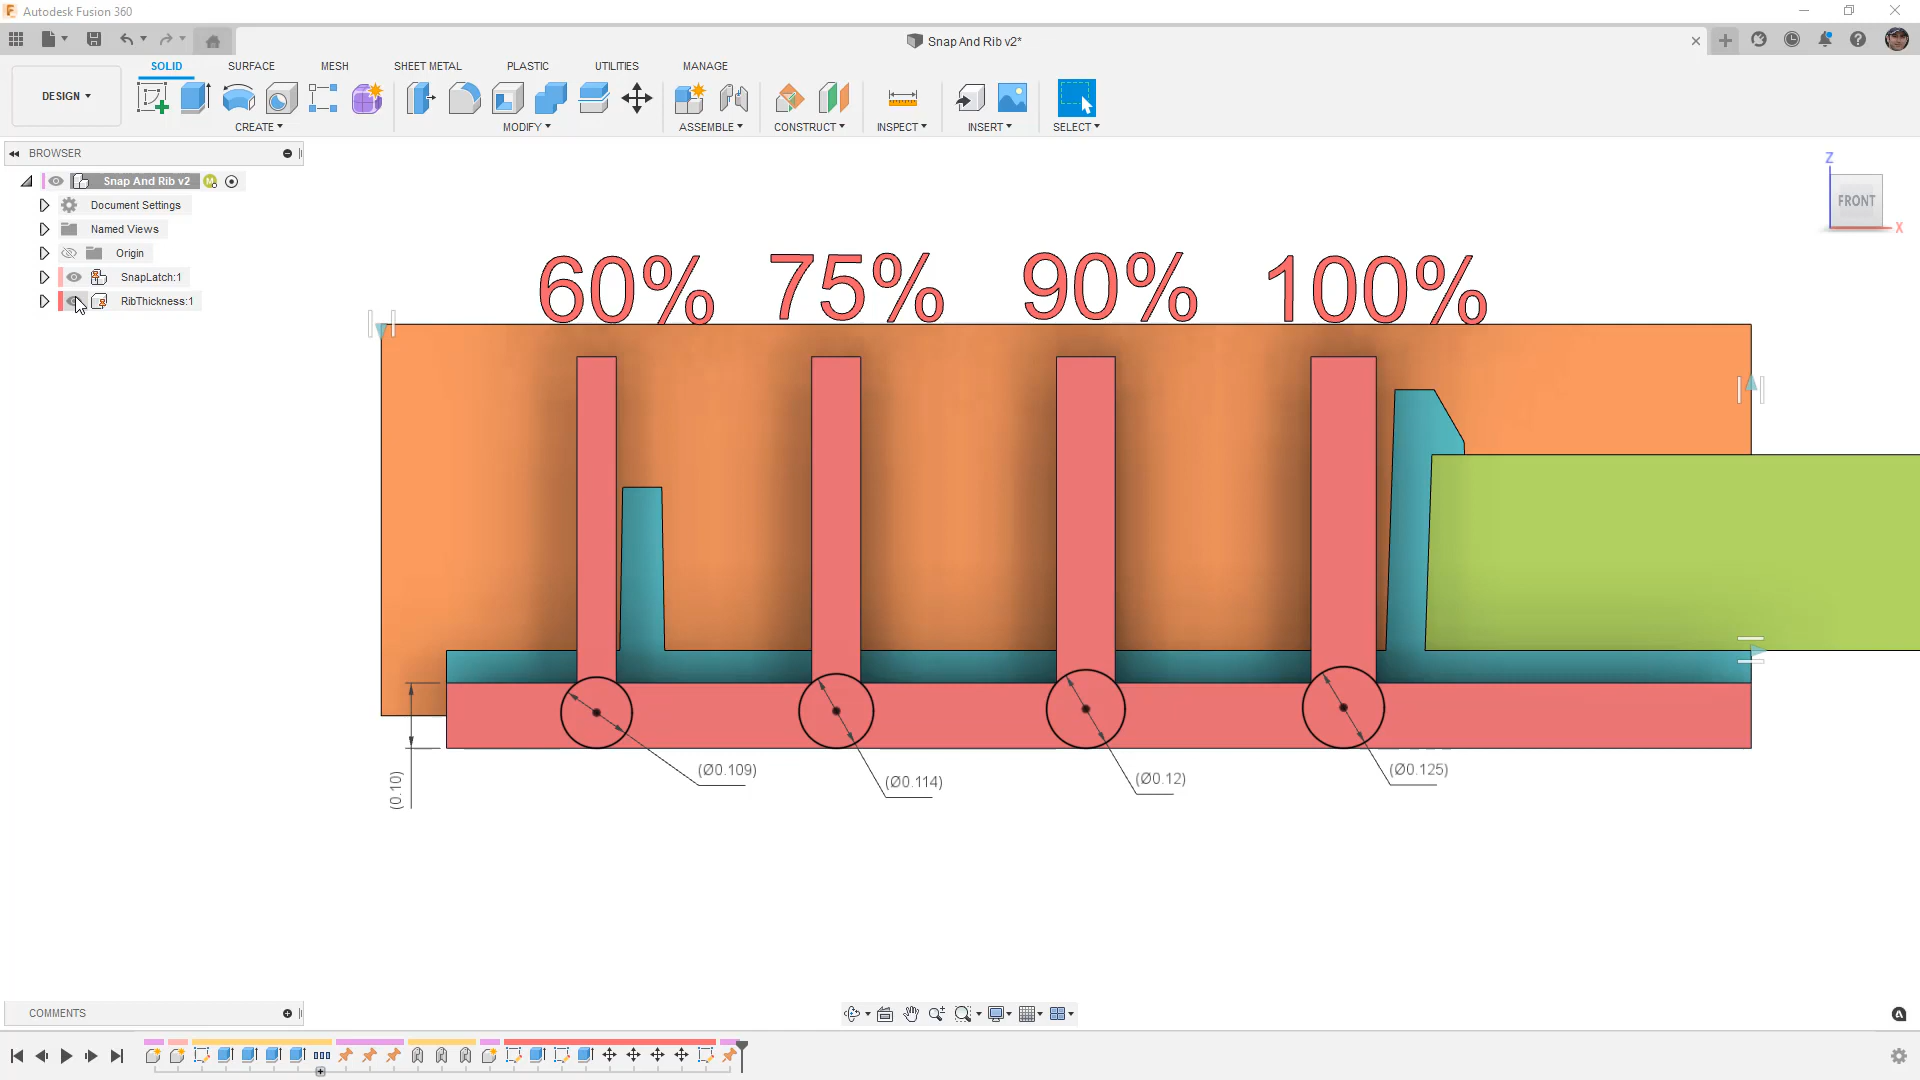 Autodesk Fusion 360
Snap And Rib v2*
DESIGN
SOLID SURFACE MESH SHEET METAL PLASTIC UTILITIES MANAGE
CREATE MODIFY ASSEMBLE CONSTRUCT INSPECT INSERT SELECT
BROWSER
Snap And Rib v2
Document Settings
Named Views
Origin
SnapLatch:1
RibThickness:1
Z
FRONT
X
60% 75% 90% 100%
(0.10)
(Ø0.109)
(Ø0.114)
(Ø0.12)
(Ø0.125)
COMMENTS